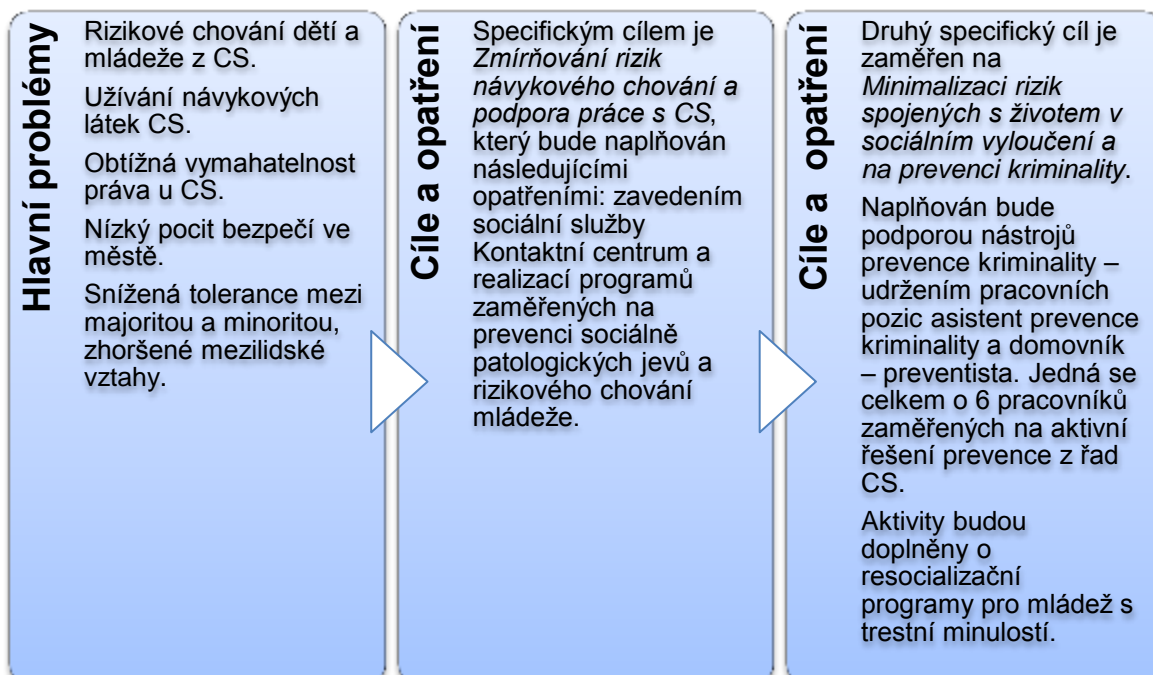 Hlavní problémy
Rizikové chování dětí a
mládeže z CS.
Užívání návykových
látek CS.
Obtížná vymahatelnost
práva u CS.
Nízký pocit bezpečí ve
městě.
Snížená tolerance mezi
majoritou a minoritou,
zhoršené mezilidské
vztahy.
Cíle a opatření
Specifickým cílem je
Zmírňování rizik
návykového chování a
podpora práce s CS,
který bude naplňován
následujícími
opatřeními: zavedením
sociální služby
Kontaktní centrum a
realizací programů
zaměřených na
prevenci sociálně
patologických jevů a
rizikového chování
mládeže.
Cíle a opatření
Druhý specifický cíl je
zaměřen na
Minimalizaci rizik
spojených s životem v
sociálním vyloučení a
na prevenci kriminality.
Naplňován bude
podporou nástrojů
prevence kriminality –
udržením pracovních
pozic asistent prevence
kriminality a domovník
– preventista. Jedná se
celkem o 6 pracovníků
zaměřených na aktivní
řešení prevence z řad
CS.
Aktivity budou
doplněny o
resocializační
programy pro mládež s
trestní minulostí.